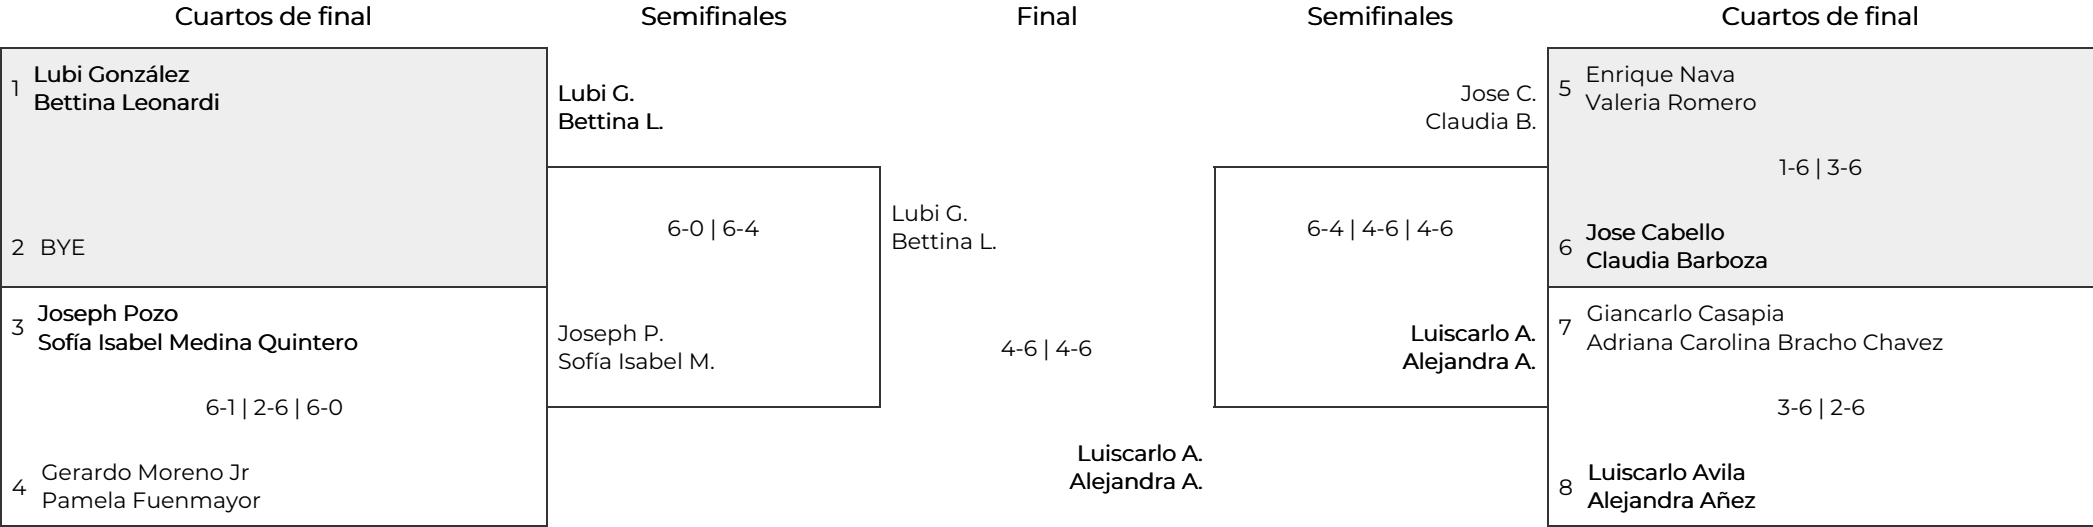 Cuartos de final
Semifinales
Final
Semifinales
Cuartos de final
1
Lubi González
Bettina Leonardi
2 BYE
3
Joseph Pozo
Sofía Isabel Medina Quintero
6-1 | 2-6 | 6-0
4
Gerardo Moreno Jr
Pamela Fuenmayor
Lubi G.
Bettina L.
6-0 | 6-4
Joseph P.
Sofía Isabel M.
Lubi G.
Bettina L.
4-6 | 4-6
Luiscarlo A.
Alejandra A.
Jose C.
Claudia B.
6-4 | 4-6 | 4-6
Luiscarlo A.
Alejandra A.
5
Enrique Nava
Valeria Romero
1-6 | 3-6
6
Jose Cabello
Claudia Barboza
7
Giancarlo Casapia
Adriana Carolina Bracho Chavez
3-6 | 2-6
8
Luiscarlo Avila
Alejandra Añez